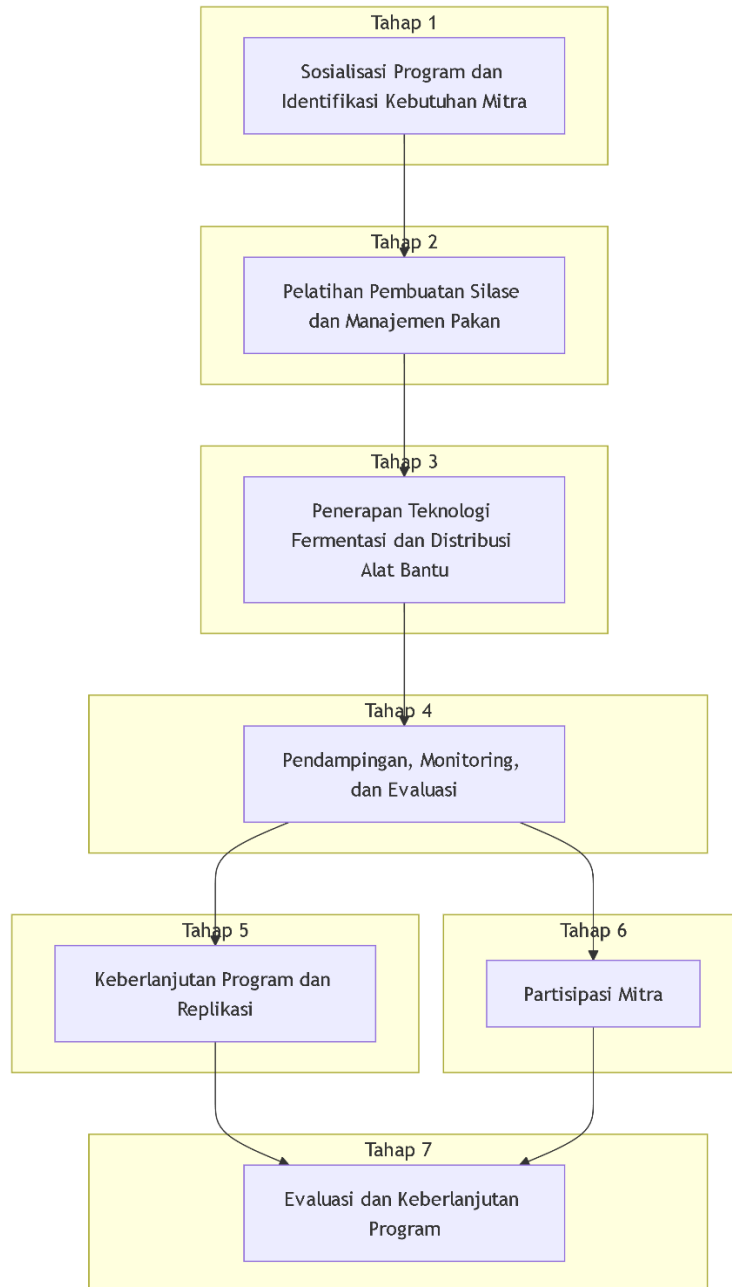 Tahap 1
Sosialisasi Program dan
Identifikasi Kebutuhan Mitra
Tahap 2
Pelatihan Pembuatan Silase
dan Manajemen Pakan
Tahap 3
Penerapan Teknologi
Fermentasi dan Distribusi
Alat Bantu
Tahap 4
Pendampingan, Monitoring,
dan Evaluasi
Tahap 5
Keberlanjutan Program dan
Replikasi
Tahap 6
Partisipasi Mitra
Tahap 7
Evaluasi dan Keberlanjutan
Program